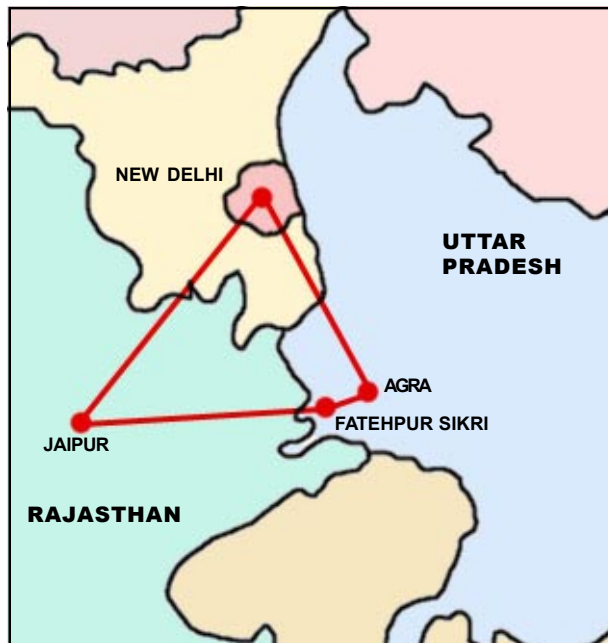 NEW DELHI
UTTAR
PRADESH
AGRA
FATEHPUR SIKRI
JAIPUR
RAJASTHAN